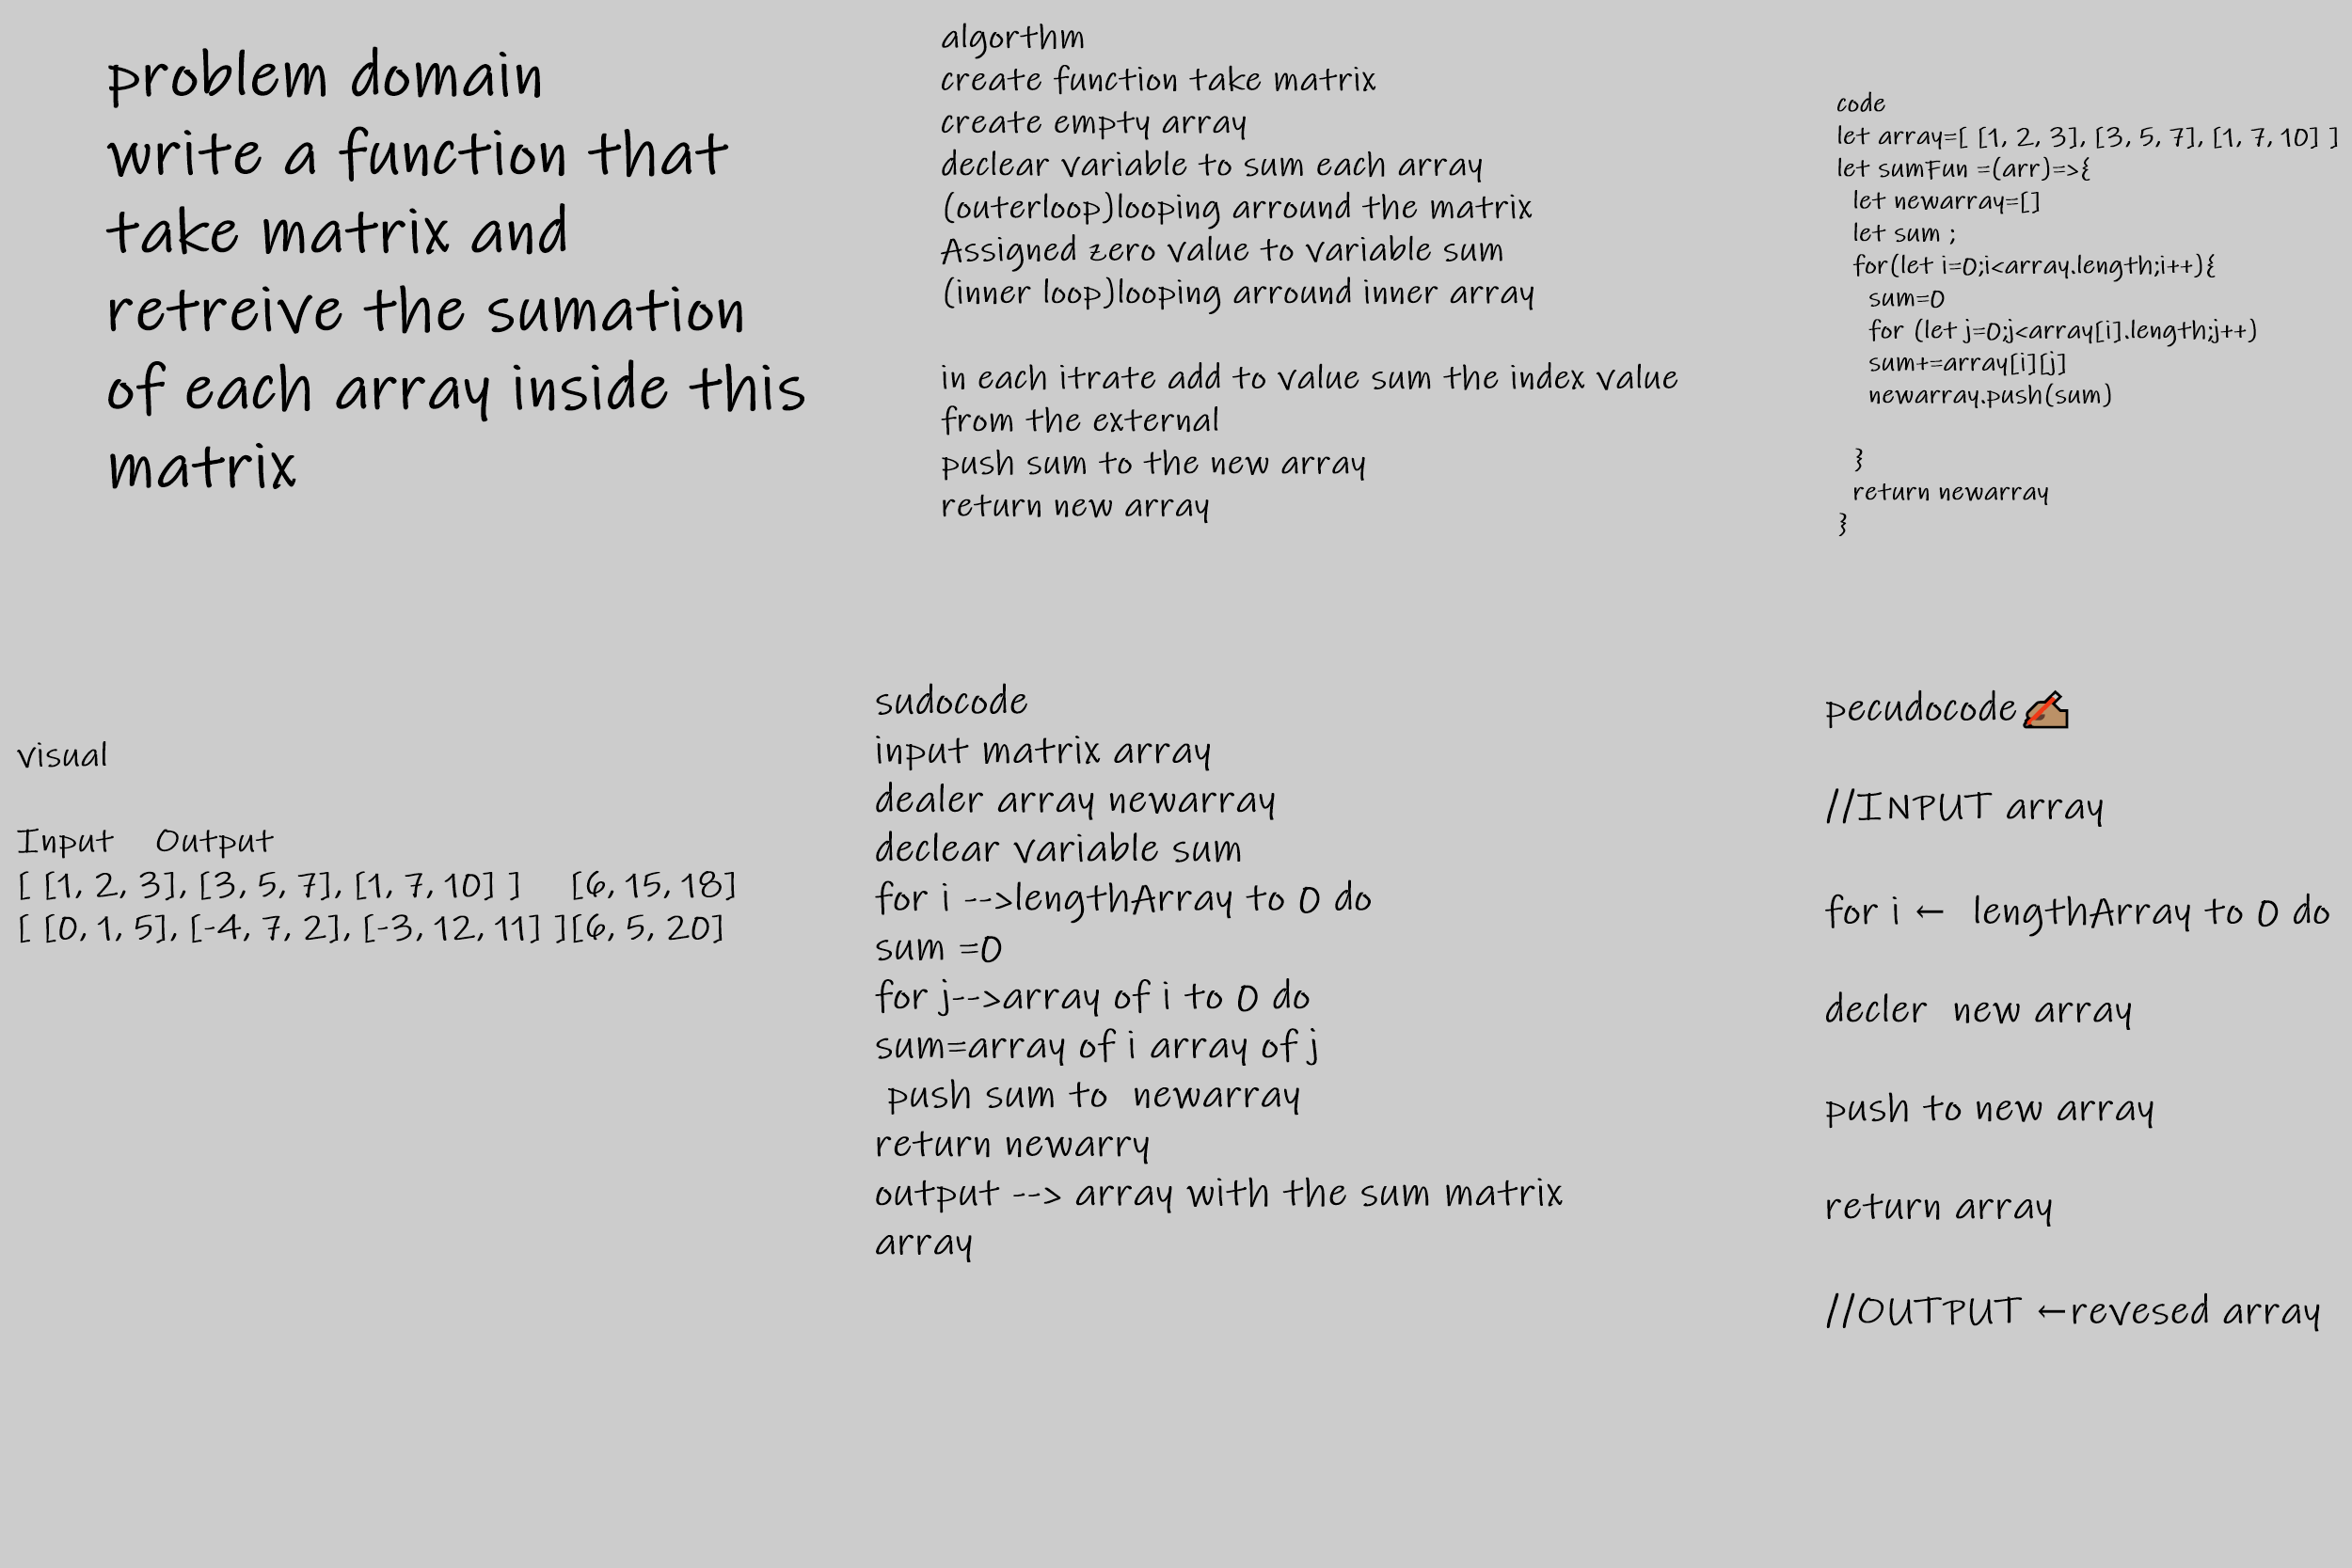 problem domain
write a function that
take matrix and
retreive the sumation
of each array inside this
matrix
algorthm
create function take matrix
create empty array
declear variable to sum each array
(outerloop)looping arround the matrix
Assigned zero value to variable sum
(inner loop)looping arround inner array
in each itrate add to value sum the index value
from the external
push sum to the new array
return new array
code
let array=[ [1, 2, 3], [3, 5, 7], [1, 7, 10] ]
let sumFun =(arr)=>{
let newarray=[]
let sum ;
for(let i=0;i<array.length;i++){
sum=0
for (let j=0;j<array[i].length;j++)
sum+=array[i][j]
newarray.push(sum)
}
return newarray
}
visual
Input Output
[ [1, 2, 3], [3, 5, 7], [1, 7, 10] ] [6, 15, 18]
[ [0, 1, 5], [-4, 7, 2], [-3, 12, 11] ][6, 5, 20]
sudocode
input matrix array
dealer array newarray
declear variable sum
for i -->lengthArray to 0 do
sum =0
for j-->array of i to 0 do
sum=array of i array of j
push sum to newarray
return newarry
output --> array with the sum matrix
array
pecudocode✍🏽
//INPUT array
for i ← lengthArray to 0 do
decler new array
push to new array
return array
//OUTPUT ←revesed array